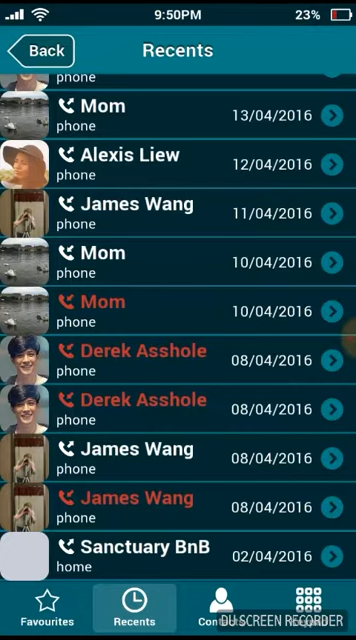 9:50PM
23%
Back
Recents
phone
Mom
phone
13/04/2016
Alexis Liew
phone
12/04/2016
James Wang
phone
11/04/2016
Mom
phone
10/04/2016
Mom
phone
10/04/2016
Derek Asshole
phone
08/04/2016
Derek Asshole
phone
08/04/2016
James Wang
phone
08/04/2016
James Wang
phone
08/04/2016
Sanctuary BnB
home
02/04/2016
Favourites
Recents
DU SCREEN RECORDER